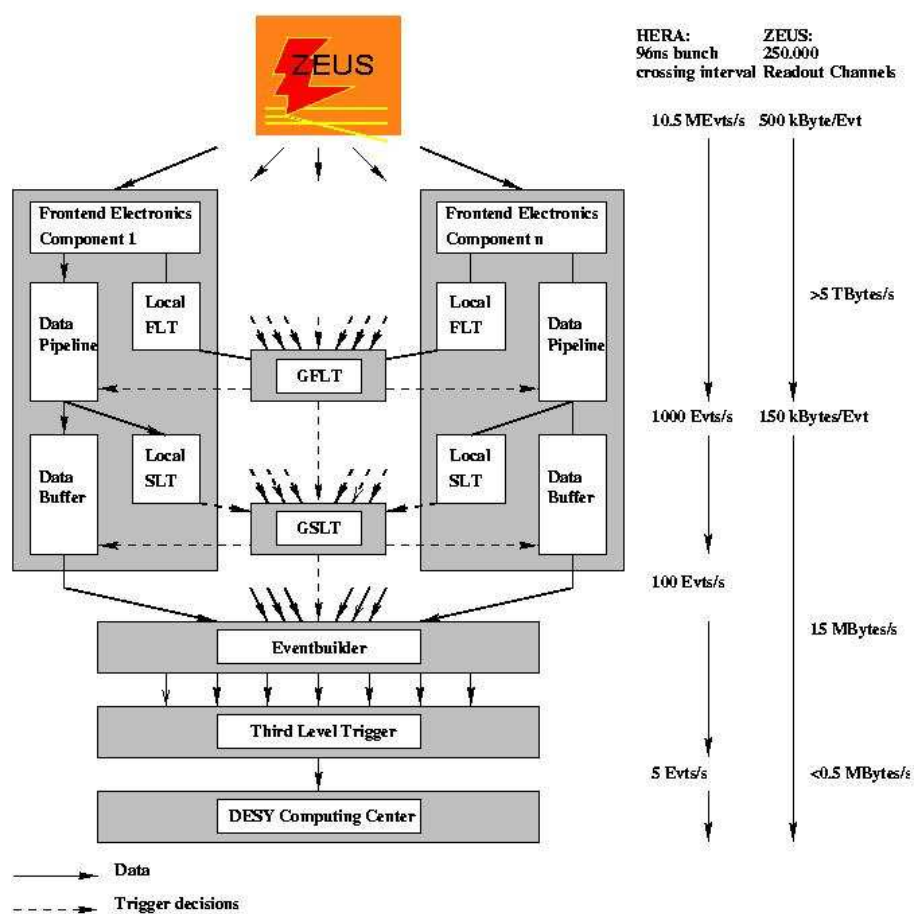 ZEUS
HERA:
96ns bunch
crossing interval
ZEUS:
250.000
Readout Channels
10.5 MEvts/s
500 kByte/Evt
Frontend Electronics
Component 1
Frontend Electronics
Component n
Data
Pipeline
Local
FLT
Local
FLT
Data
Pipeline
>5 TBytes/s
GFLT
1000 Evts/s
150 kBytes/Evt
Data
Buffer
Local
SLT
Local
SLT
Data
Buffer
GSLT
100 Evts/s
15 MBytes/s
Eventbuilder
Third Level Trigger
5 Evts/s
<0.5 MBytes/s
DESY Computing Center
Data
Trigger decisions